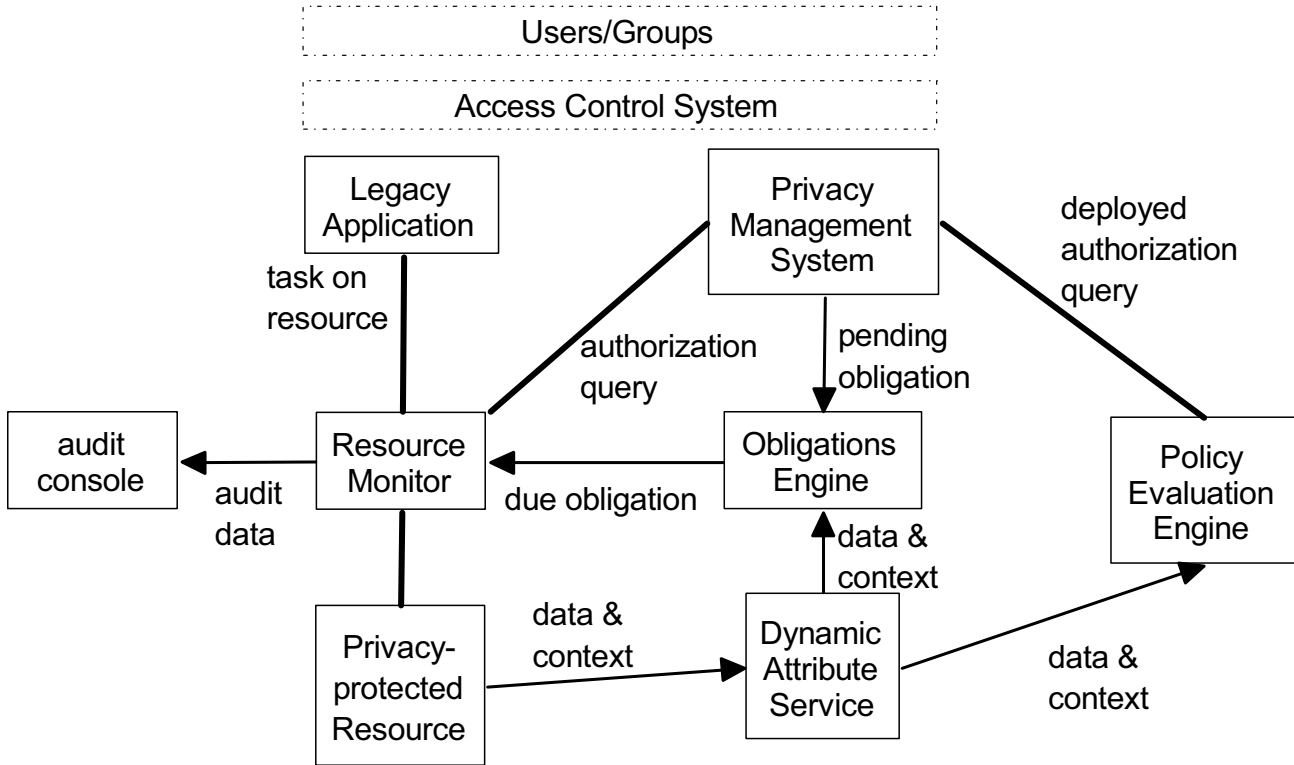 Users/Groups
Access Control System
Legacy
Application
Privacy
Management
System
deployed
authorization
query
task on
resource
authorization
query
pending
obligation
audit
console
audit
data
Resource
Monitor
due obligation
Obligations
Engine
Policy
Evaluation
Engine
data &
context
Privacy-
protected
Resource
data &
context
Dynamic
Attribute
Service
data &
context